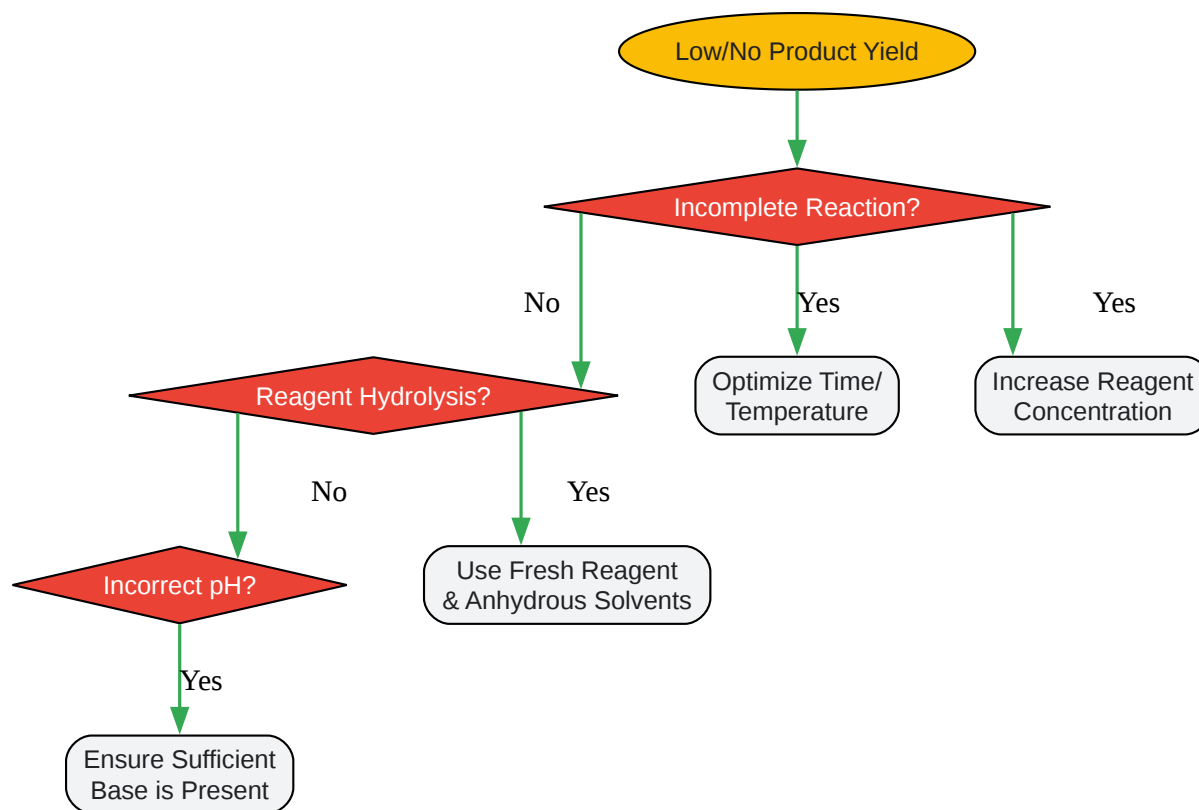 Low/No Product Yield
Incomplete Reaction?
No
Yes
Yes
Reagent Hydrolysis?
Optimize Time/
Temperature
Increase Reagent
Concentration
No
Yes
Incorrect pH?
Use Fresh Reagent
& Anhydrous Solvents
Yes
Ensure Sufficient
Base is Present